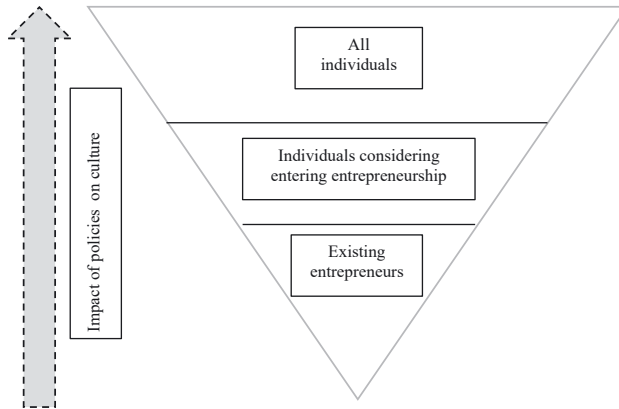 All
individuals
Individuals considering
entering entrepreneurship
Existing
entrepreneurs
Impact of policies on culture